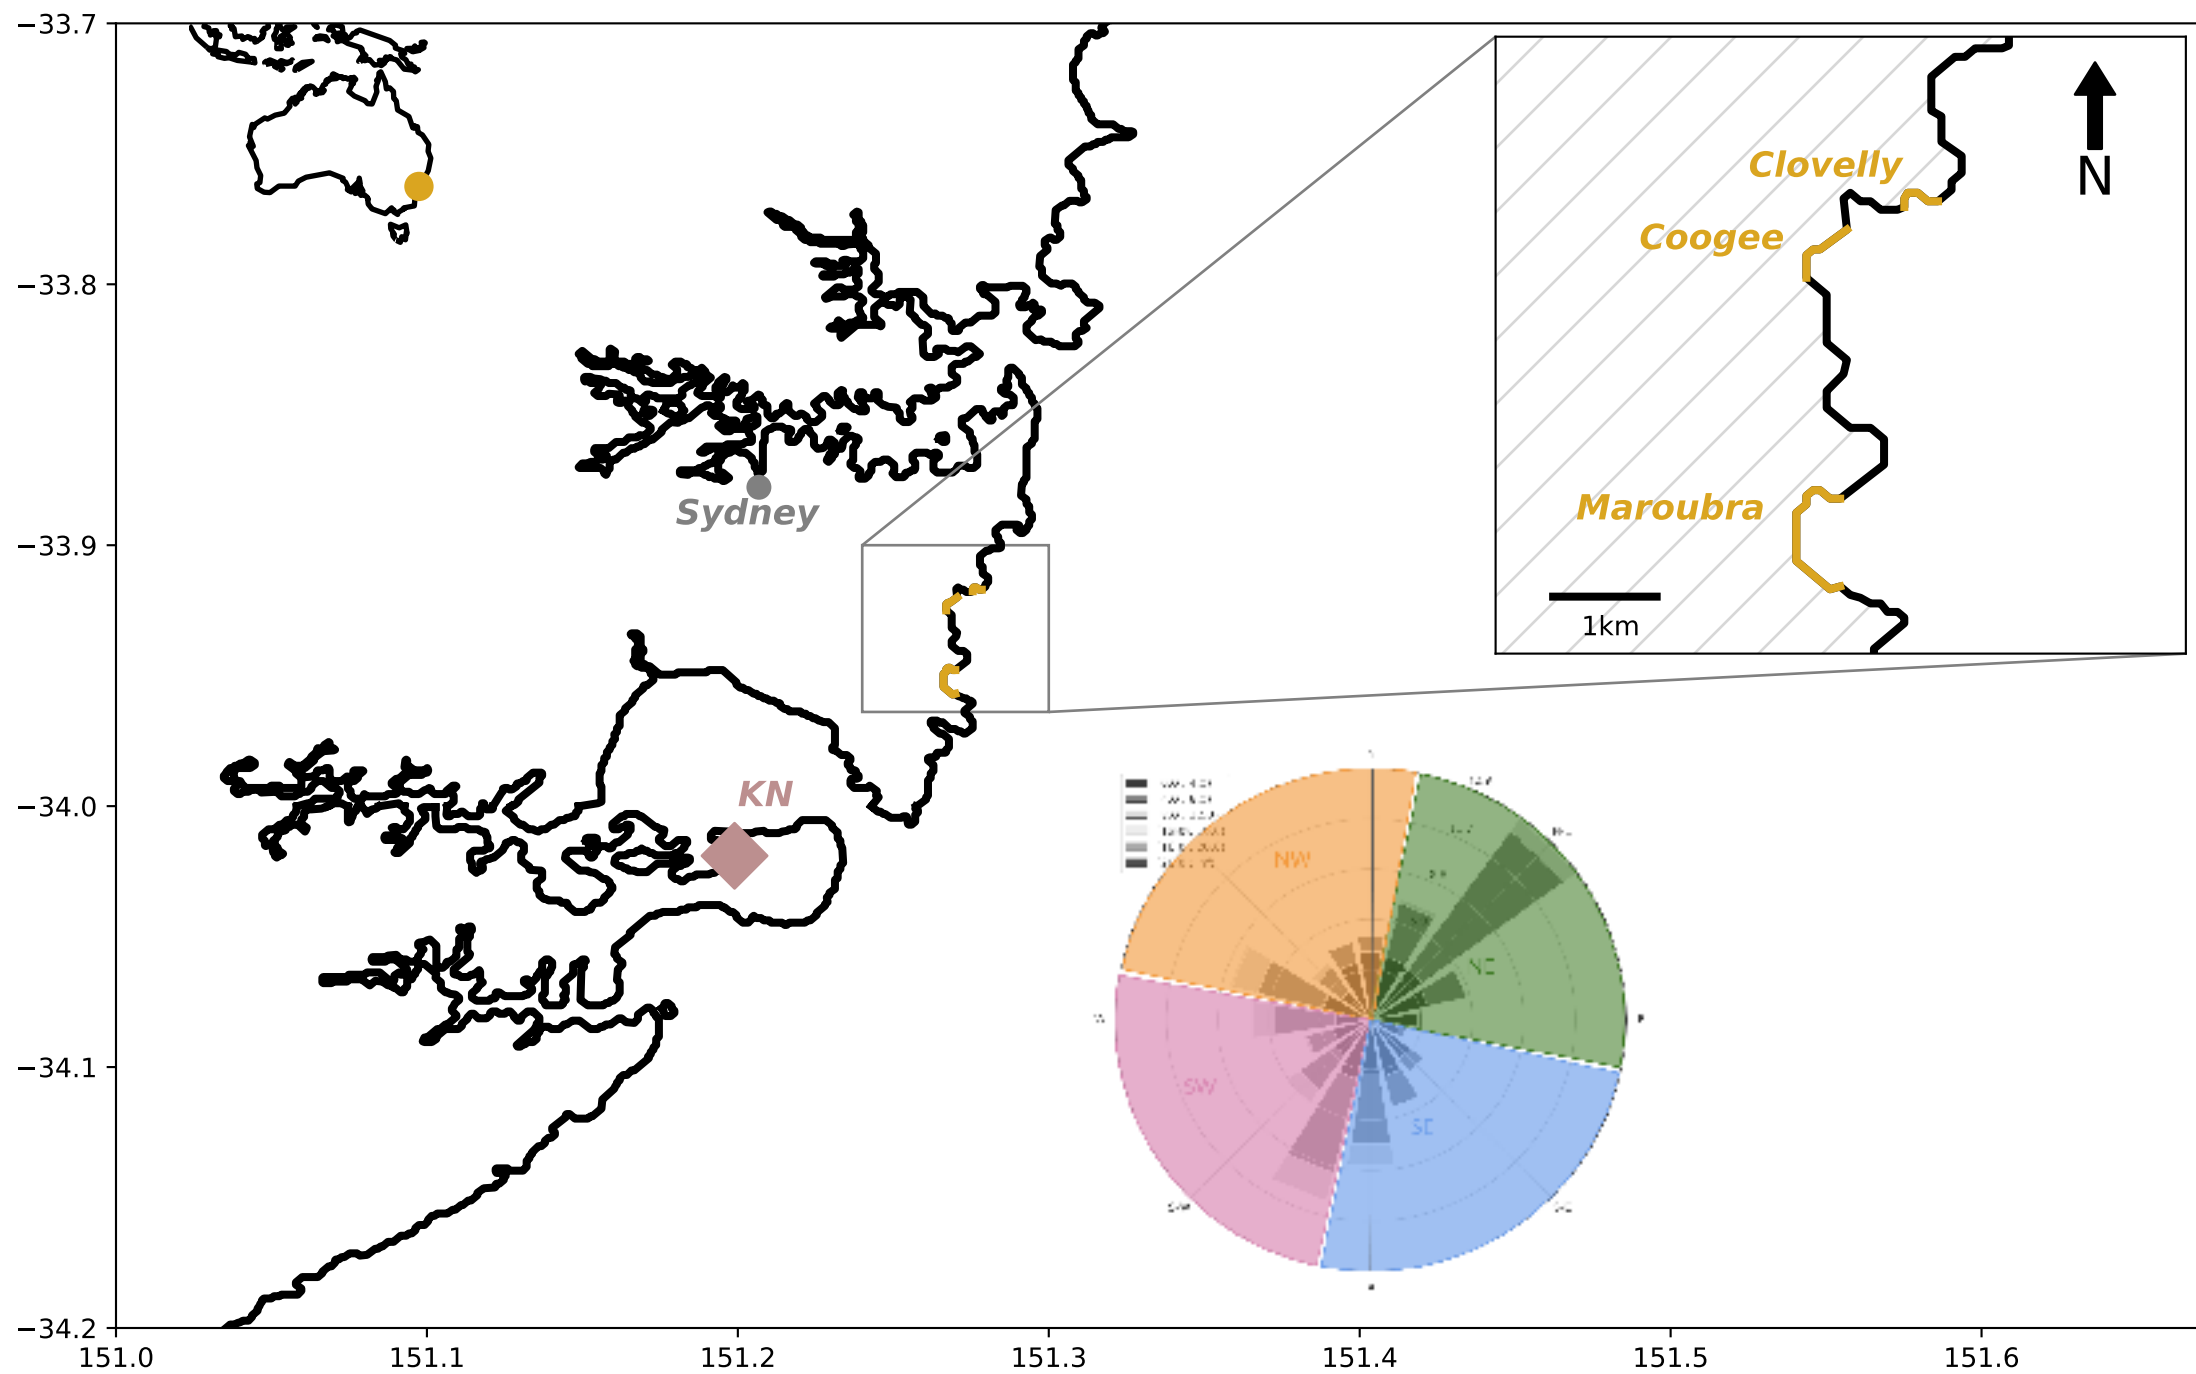 −33.7
−33.8
−33.9
−34.0
−34.1
−34.2
151.0
151.1
151.2
151.3
151.4
151.5
151.6
Sydney
KN
Clovelly
Coogee
Maroubra
1km
N
NW
NE
SW
SE